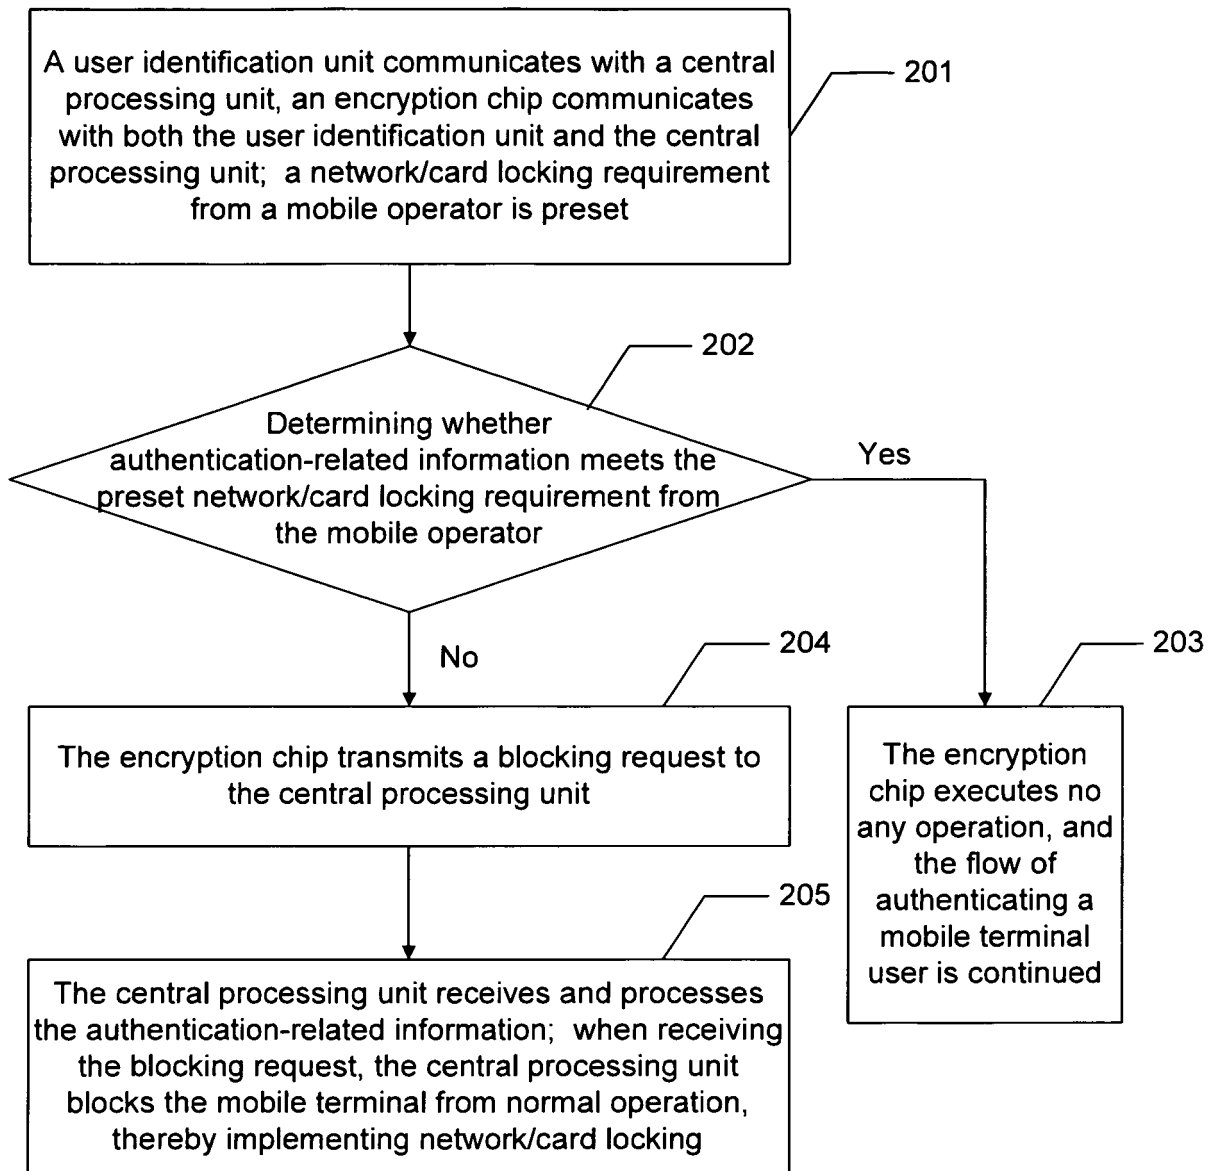 A user identification unit communicates with a central
processing unit, an encryption chip communicates
with both the user identification unit and the central
processing unit; a network/card locking requirement
from a mobile operator is preset
201
202
Determining whether
authentication-related information meets the
preset network/card locking requirement from
the mobile operator
Yes
No
204
The encryption chip transmits a blocking request to
the central processing unit
203
The encryption
chip executes no
any operation, and
the flow of
authenticating a
mobile terminal
user is continued
205
The central processing unit receives and processes
the authentication-related information; when receiving
the blocking request, the central processing unit
blocks the mobile terminal from normal operation,
thereby implementing network/card locking